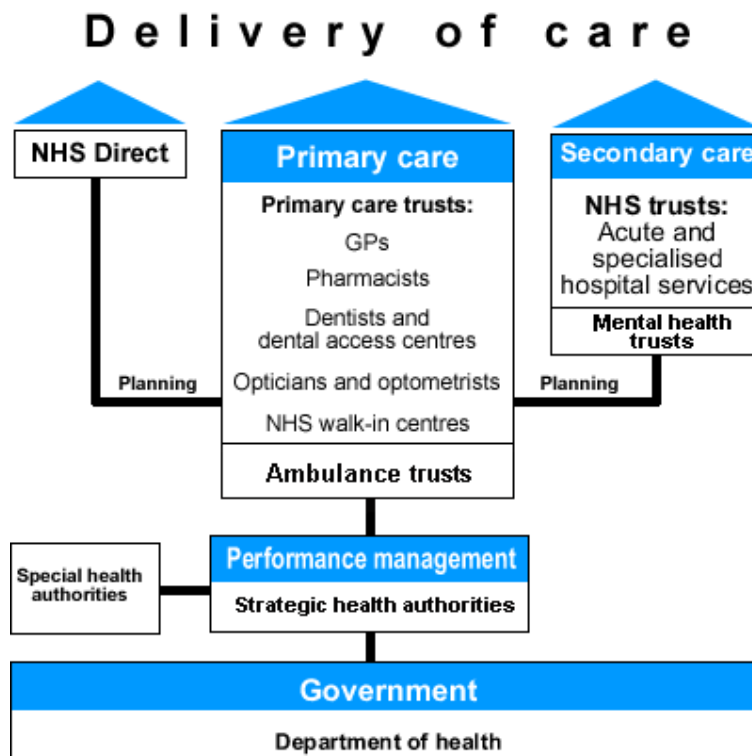 Delivery of care
NHS Direct
Primary care
Primary care trusts:
GPs
Pharmacists
Dentists and
dental access centres
Opticians and optometrists
NHS walk-in centres
Ambulance trusts
Secondary care
NHS trusts:
Acute and
specialised
hospital services
Mental health
trusts
Planning
Planning
Performance management
Strategic health authorities
Special health
authorities
Government
Department of health